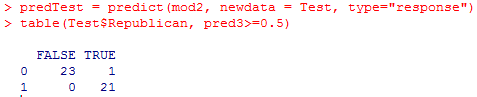 > predTest = predict(mod2, newdata = Test, type="response")
> table(Test$Republican, pred3>=0.5)
FALSE TRUE
0 23 1
1 0 21